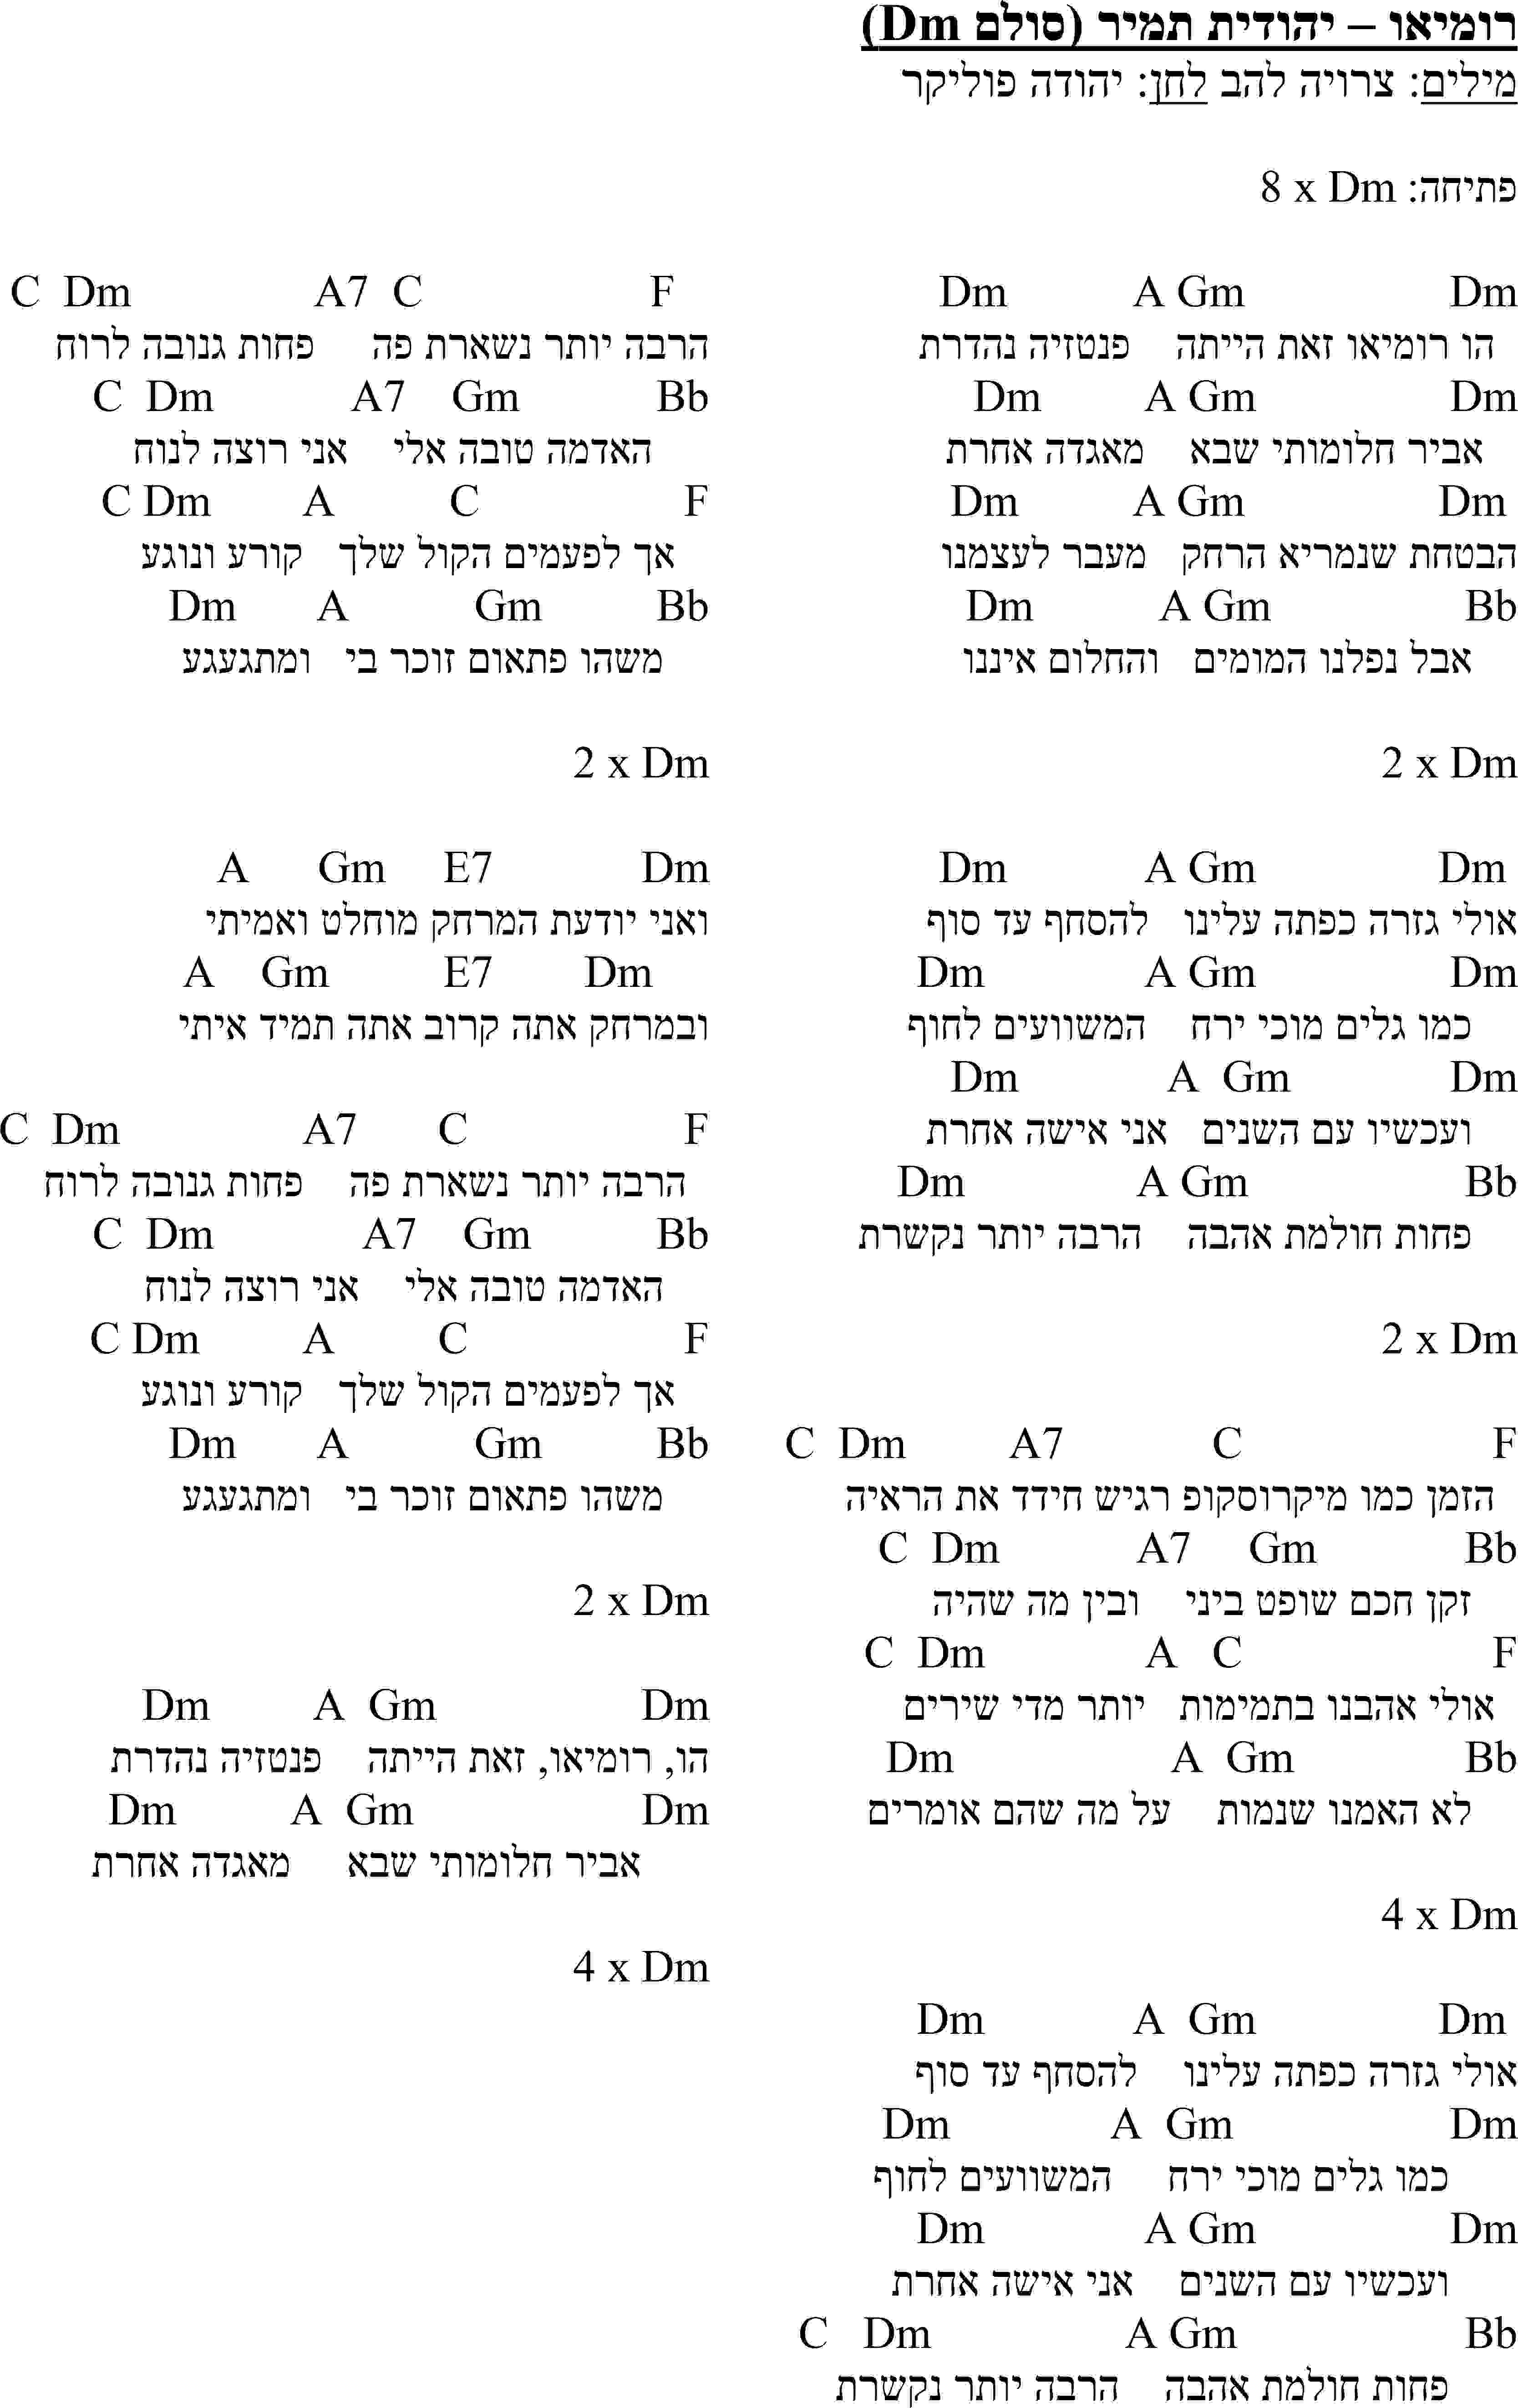 רומיאו – יהודית תמיר (סולם Dm)
מילים: צרויה להב לחן: יהודה פוליקר
פתיחה: 8 x Dm
Dm A Gm Dm
הו רומיאו זאת הייתה פנטזיה נהדרת
Dm A Gm Dm
אביר חלומותי שבא מאגדה אחרת
Dm A Gm Dm
הבטחת שנמריא הרחק מעבר לעצמנו
Dm A Gm Bb
אבל נפלנו המומים והחלום איננו
2 x Dm
Dm A Gm Dm
אולי גזרה כפתה עלינו להסחף עד סוף
Dm A Gm Dm
כמו גלים מוכי ירח המשוועים לחוף
Dm A Gm Dm
ועכשיו עם השנים אני אישה אחרת
Dm A Gm Bb
פחות חולמת אהבה הרבה יותר נקשרת
2 x Dm
C Dm A7 C F
הזמן כמו מיקרוסקופ רגיש חידד את הראיה
C Dm A7 Gm Bb
זקן חכם שופט ביני ובין מה שהיה
C Dm A C F
אולי אהבנו בתמימות יותר מדי שירים
Dm A Gm Bb
לא האמנו שנמות על מה שהם אומרים
4 x Dm
Dm A Gm Dm
אולי גזרה כפתה עלינו להסחף עד סוף
Dm A Gm Dm
כמו גלים מוכי ירח המשוועים לחוף
Dm A Gm Dm
ועכשיו עם השנים אני אישה אחרת
C Dm A Gm Bb
פחות חולמת אהבה הרבה יותר נקשרת
C Dm A7 C F
הרבה יותר נשארת פה פחות גנובה לרוח
C Dm A7 Gm Bb
האדמה טובה אלי אני רוצה לנוח
C Dm A C F
אך לפעמים הקול שלך קורע ונוגע
Dm A Gm Bb
משהו פתאום זוכר בי ומתגעגע
2 x Dm
A Gm E7 Dm
ואני יודעת המרחק מוחלט ואמיתי
A Gm E7 Dm
ובמרחק אתה קרוב אתה תמיד איתי
C Dm A7 C F
הרבה יותר נשארת פה פחות גנובה לרוח
C Dm A7 Gm Bb
האדמה טובה אלי אני רוצה לנוח
C Dm A C F
אך לפעמים הקול שלך קורע ונוגע
Dm A Gm Bb
משהו פתאום זוכר בי ומתגעגע
2 x Dm
Dm A Gm Dm
הו, רומיאו, זאת הייתה פנטזיה נהדרת
Dm A Gm Dm
אביר חלומותי שבא מאגדה אחרת
4 x Dm